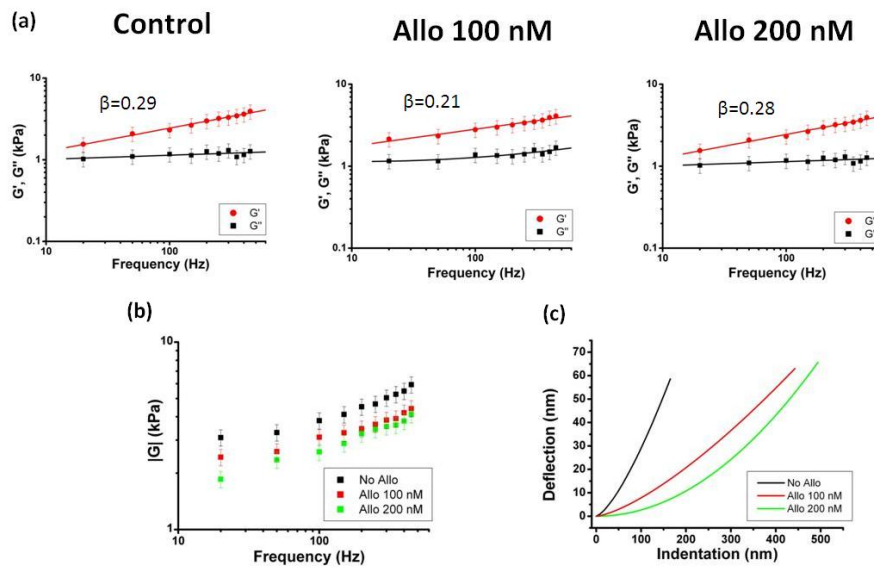 (a)
Control
Allo 100 nM
Allo 200 nM
β=0.29
G', G'' (kPa)
10
1
0.1
10
100
Frequency (Hz)
G'
G''
β=0.21
G', G'' (kPa)
10
1
0.1
10
100
Frequency (Hz)
G'
G''
β=0.28
G', G'' (kPa)
10
1
0.1
10
100
Frequency (Hz)
G'
G''
(b)
|G| (kPa)
10
1
10
100
Frequency (Hz)
No Allo
Allo 100 nM
Allo 200 nM
(c)
Deflection (nm)
70
60
50
40
30
20
10
0
0
100
200
300
400
500
Indentation (nm)
No Allo
Allo 100 nM
Allo 200 nM